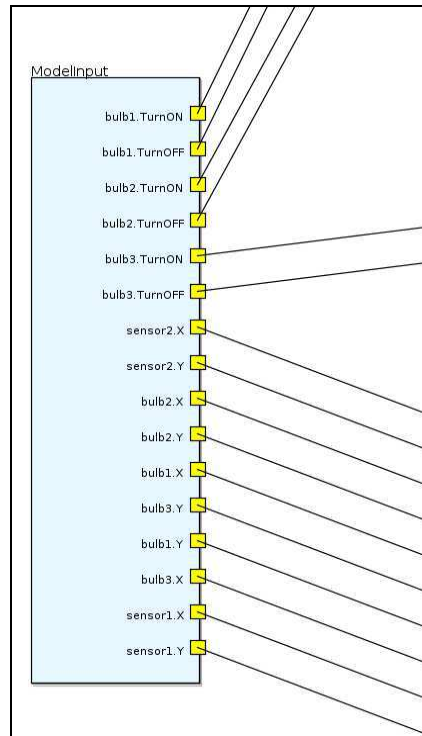 ModelInput
bulb1.TurnON
bulb1.TurnOFF
bulb2.TurnON
bulb2.TurnOFF
bulb3.TurnON
bulb3.TurnOFF
sensor2.X
sensor2.Y
bulb2.X
bulb2.Y
bulb1.X
bulb3.Y
bulb1.Y
bulb3.X
sensor1.X
sensor1.Y